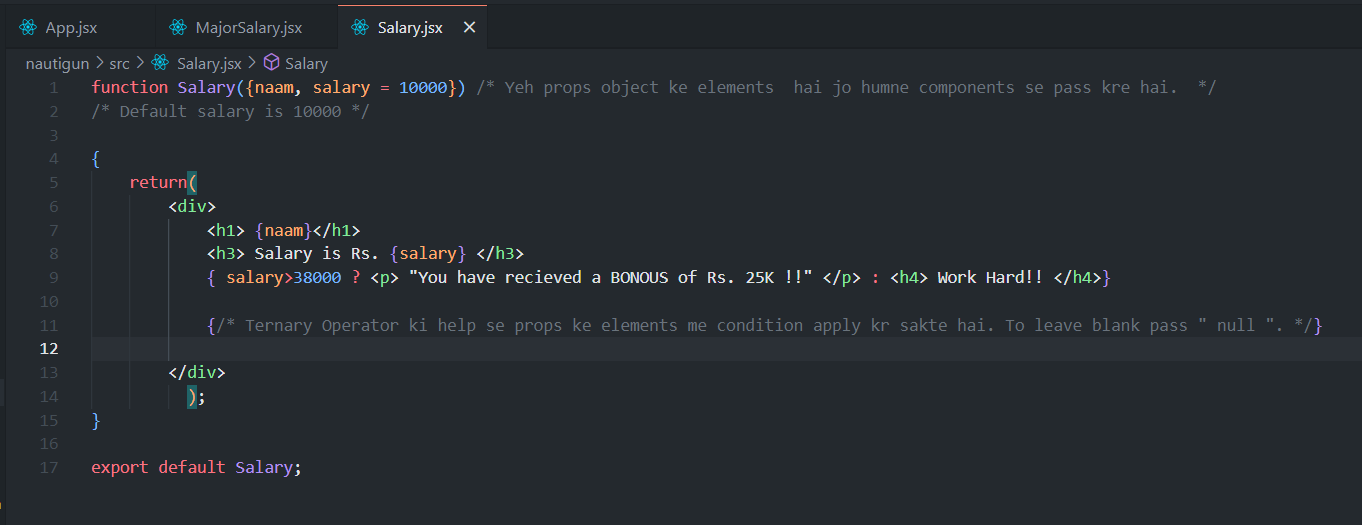 App.jsx MajorSalary.jsx Salary.jsx ×
nautigun > src > Salary.jsx > Salary
1 function Salary({naam, salary = 10000}) /* Yeh props object ke elements  hai jo humne components se pass kre hai.  */
2 /* Default salary is 10000 */
3
4 {
5     return(
6         <div>
7             <h1> {naam}</h1>
8             <h3> Salary is Rs. {salary} </h3>
9             { salary>38000 ? <p> "You have recieved a BONOUS of Rs. 25K !!" </p> : <h4> Work Hard!! </h4>}
10
11             {/* Ternary Operator ki help se props ke elements me condition apply kr sakte hai. To leave blank pass " null ". */}
12
13         </div>
14           );
15 }
16
17 export default Salary;